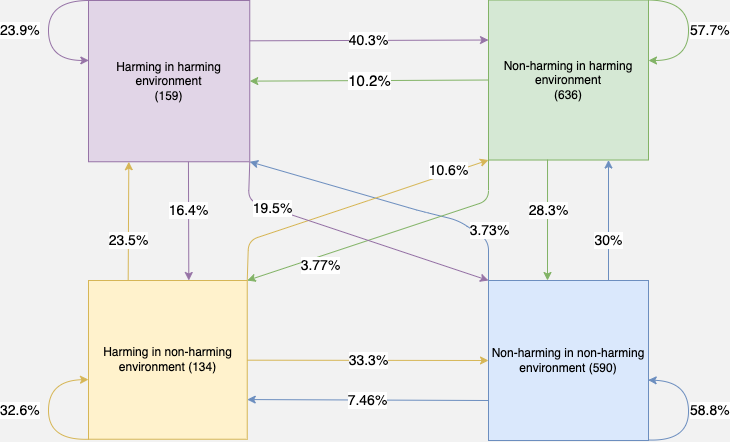 23.9%
57.7%
40.3%
Harming in harming
environment
(159)
Non-harming in harming
environment
(636)
10.2%
10.6%
16.4%
19.5%
28.3%
3.73%
23.5%
30%
3.77%
Harming in non-harming
environment (134)
Non-harming in non-harming
environment (590)
33.3%
7.46%
32.6%
58.8%